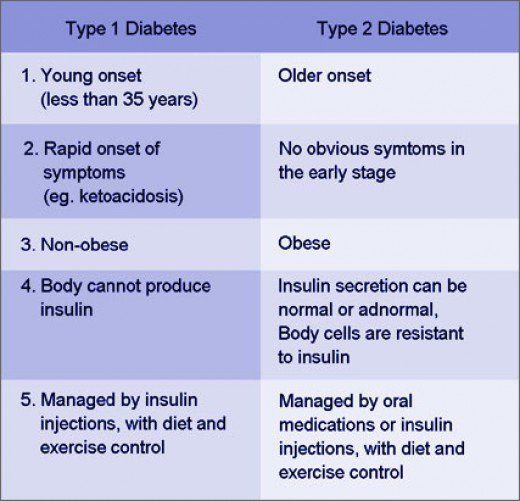 Type 1 Diabetes
Type 2 Diabetes
1. Young onset
(less than 35 years)
Older onset
2. Rapid onset of
symptoms
(eg. ketoacidosis)
No obvious symtoms in
the early stage
3. Non-obese
Obese
4. Body cannot produce
insulin
Insulin secretion can be
normal or adnormal,
Body cells are resistant
to insulin
5. Managed by insulin
injections, with diet and
exercise control
Managed by oral
medications or insulin
injections, with diet and
exercise control